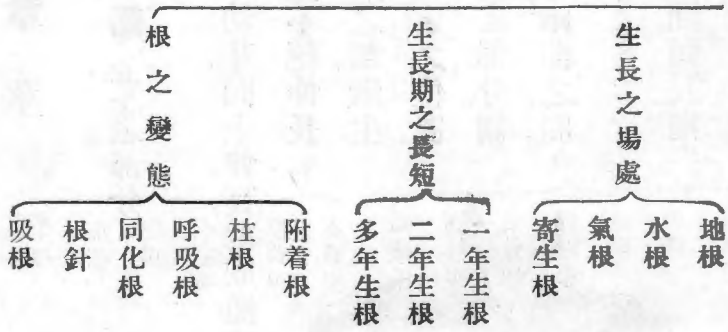 生長之場處
地根
水根
氣根
寄生根
生長期之長短
一年生根
二年生根
多年生根
根之變態
附着根
柱根
呼吸根
同化根
根針
吸根